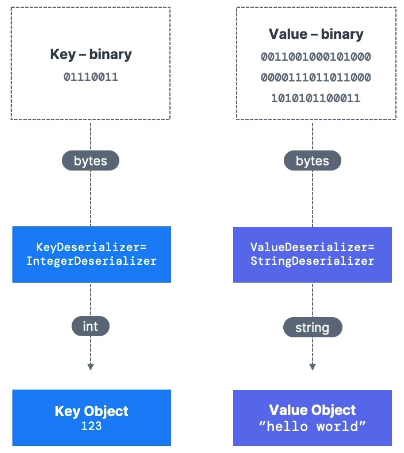 Key – binary
01110011
bytes
KeyDeserializer=
IntegerDeserializer
int
Key Object
123
Value – binary
0011001000101000
0000111011011000
1010101100011
bytes
ValueDeserializer=
StringDeserializer
string
Value Object
“hello world”